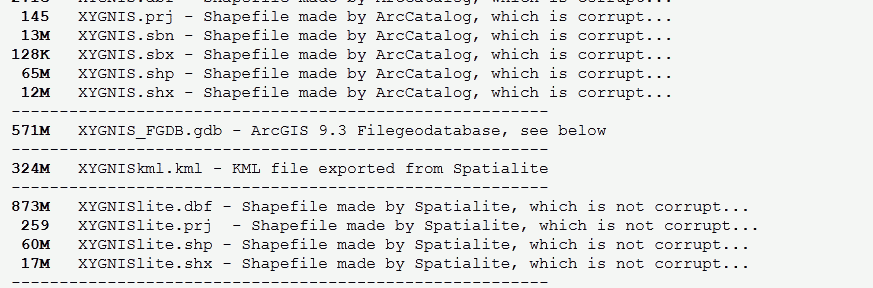 145 XYGNIS.prj - Shapefile made by ArcCatalog, which is corrupt...
13M XYGNIS.sbn - Shapefile made by ArcCatalog, which is corrupt...
128K XYGNIS.sbx - Shapefile made by ArcCatalog, which is corrupt...
65M XYGNIS.shp - Shapefile made by ArcCatalog, which is corrupt...
12M XYGNIS.shx - Shapefile made by ArcCatalog, which is corrupt...
--------------------------------------------------------
571M XYGNIS_FGDB.gdb - ArcGIS 9.3 Filegeodatabase, see below
--------------------------------------------------------
324M XYGNISkml.kml - KML file exported from Spatialite
--------------------------------------------------------
873M XYGNISlite.dbf - Shapefile made by Spatialite, which is not corrupt...
259 XYGNISlite.prj - Shapefile made by Spatialite, which is not corrupt...
60M XYGNISlite.shp - Shapefile made by Spatialite, which is not corrupt...
17M XYGNISlite.shx - Shapefile made by Spatialite, which is not corrupt...
--------------------------------------------------------